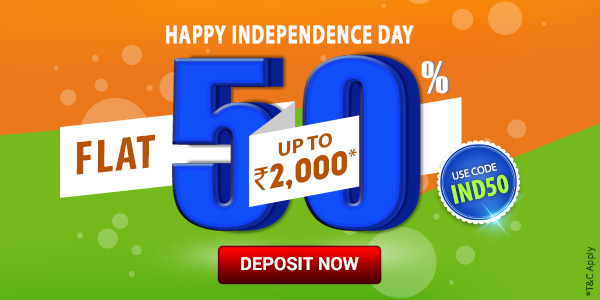 HAPPY INDEPENDENCE DAY
FLAT
50%
UP TO
₹2,000*
USE CODE
IND50
DEPOSIT NOW
*T&C Apply